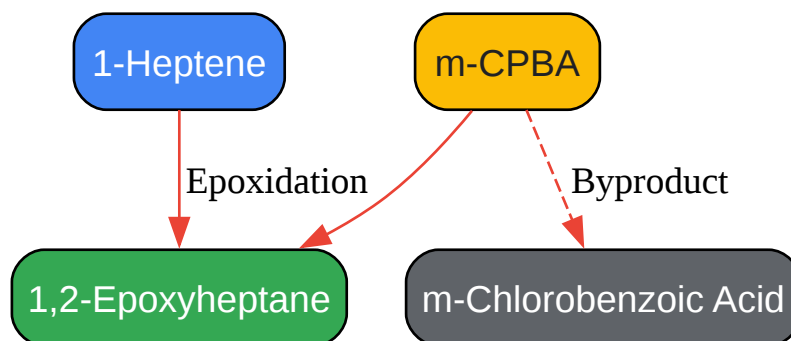 1-Heptene
m-CPBA
Epoxidation
Byproduct
1,2-Epoxyheptane
m-Chlorobenzoic Acid